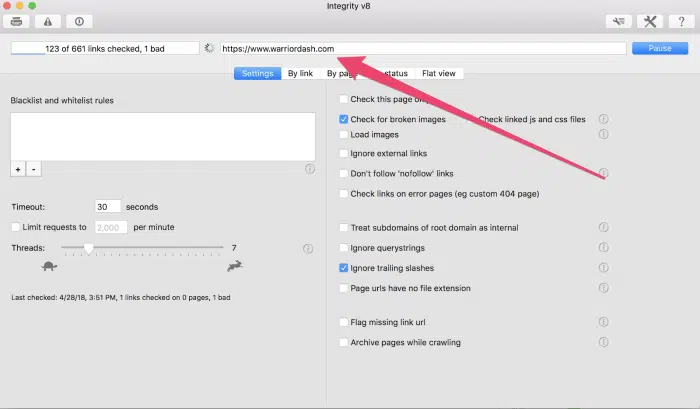 Integrity v8
123 of 661 links checked, 1 bad
https://www.warriordash.com
Pause
Settings
By link
By page
status
Flat view
Blacklist and whitelist rules
Check this page only
Check for broken images
Check linked js and css files
Load images
Ignore external links
+ -
Don't follow 'nofollow' links
Check links on error pages (eg custom 404 page)
Timeout: 30 seconds
Limit requests to 2,000 per minute
Treat subdomains of root domain as internal
Threads: 7
Ignore querystrings
Ignore trailing slashes
Page urls have no file extension
Last checked: 4/28/18, 3:51 PM, 1 links checked on 0 pages, 1 bad
Flag missing link url
Archive pages while crawling